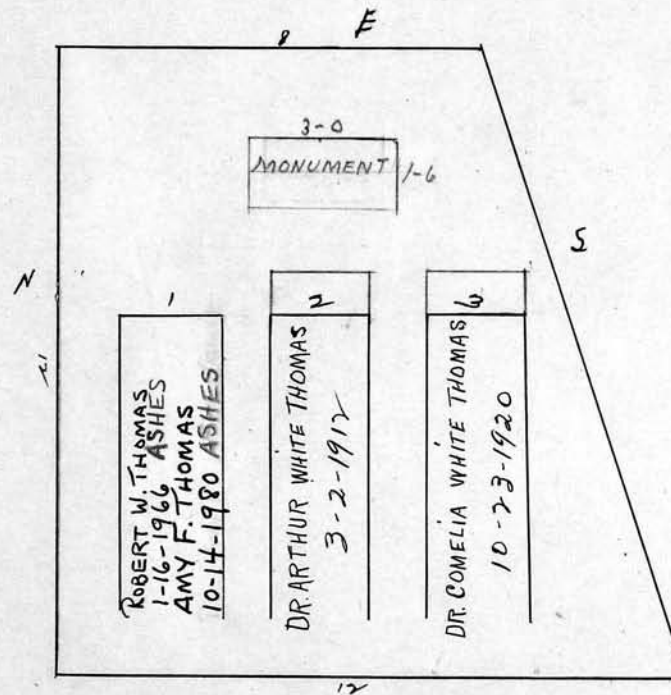 8 E
3-0
MONUMENT 1-6
N
S
1
2
3
ROBERT W. THOMAS
1-16-1966 ASHES
AMY F. THOMAS
10-14-1980 ASHES
DR. ARTHUR WHITE THOMAS
3-2-1912
DR. COMELIA WHITE THOMAS
10-23-1920
12